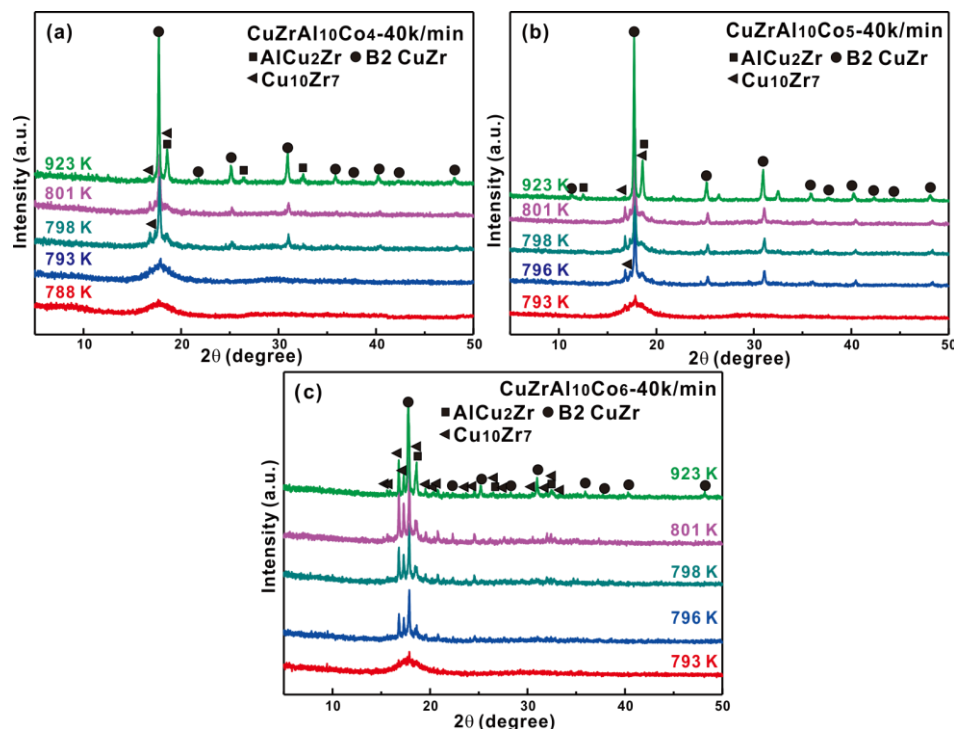 (a)
CuZrAl10Co4-40k/min
■ AlCu2Zr ● B2 CuZr
◀ Cu10Zr7
923 K
801 K
798 K
793 K
788 K
Intensity (a.u.)
10 20 30 40 50
2θ (degree)
(b)
CuZrAl10Co5-40k/min
■ AlCu2Zr ● B2 CuZr
◀ Cu10Zr7
923 K
801 K
798 K
796 K
793 K
Intensity (a.u.)
10 20 30 40 50
2θ (degree)
(c)
CuZrAl10Co6-40k/min
■ AlCu2Zr ● B2 CuZr
◀ Cu10Zr7
923 K
801 K
798 K
796 K
793 K
Intensity (a.u.)
10 20 30 40 50
2θ (degree)